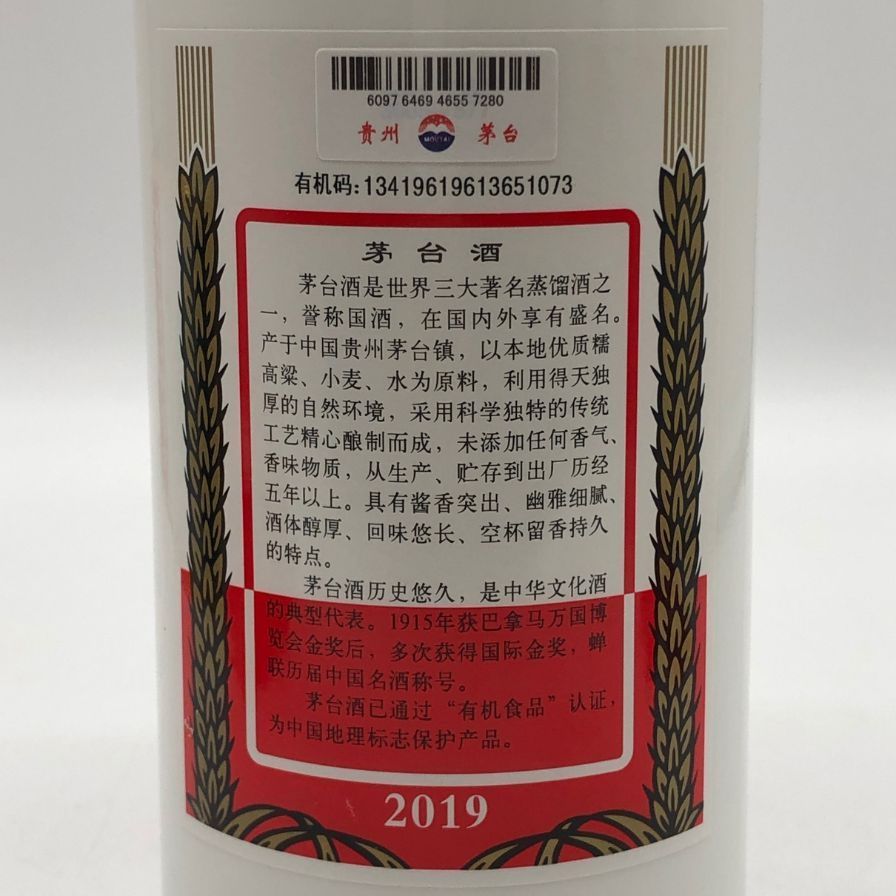 6097 6469 4655 7280
贵州 MOUTAI 茅台
有机码:13419619613651073
茅台酒
茅台酒是世界三大著名蒸馏酒之
一，誉称国酒，在国内外享有盛名。
产于中国贵州茅台镇，以本地优质糯
高粱、小麦、水为原料，利用得天独
厚的自然环境，采用科学独特的传统
工艺精心酿制而成，未添加任何香气、
香味物质，从生产、贮存到出厂历经
五年以上。具有酱香突出、幽雅细腻、
酒体醇厚、回味悠长、空杯留香持久
的特点。
茅台酒历史悠久，是中华文化酒
的典型代表。1915年获巴拿马万国博
览会金奖后，多次获得国际金奖，蝉
联历届中国名酒称号。
茅台酒已通过“有机食品”认证，
为中国地理标志保护产品。
2019